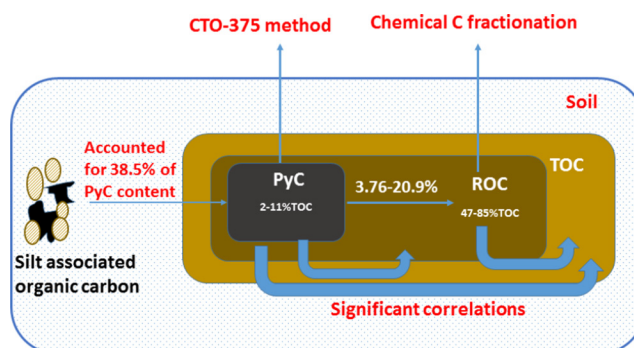 CTO-375 method
Chemical C fractionation
Soil
Accounted
for 38.5% of
PyC content
TOC
PyC
2-11%TOC
3.76-20.9%
ROC
47-85%TOC
Silt associated
organic carbon
Significant correlations